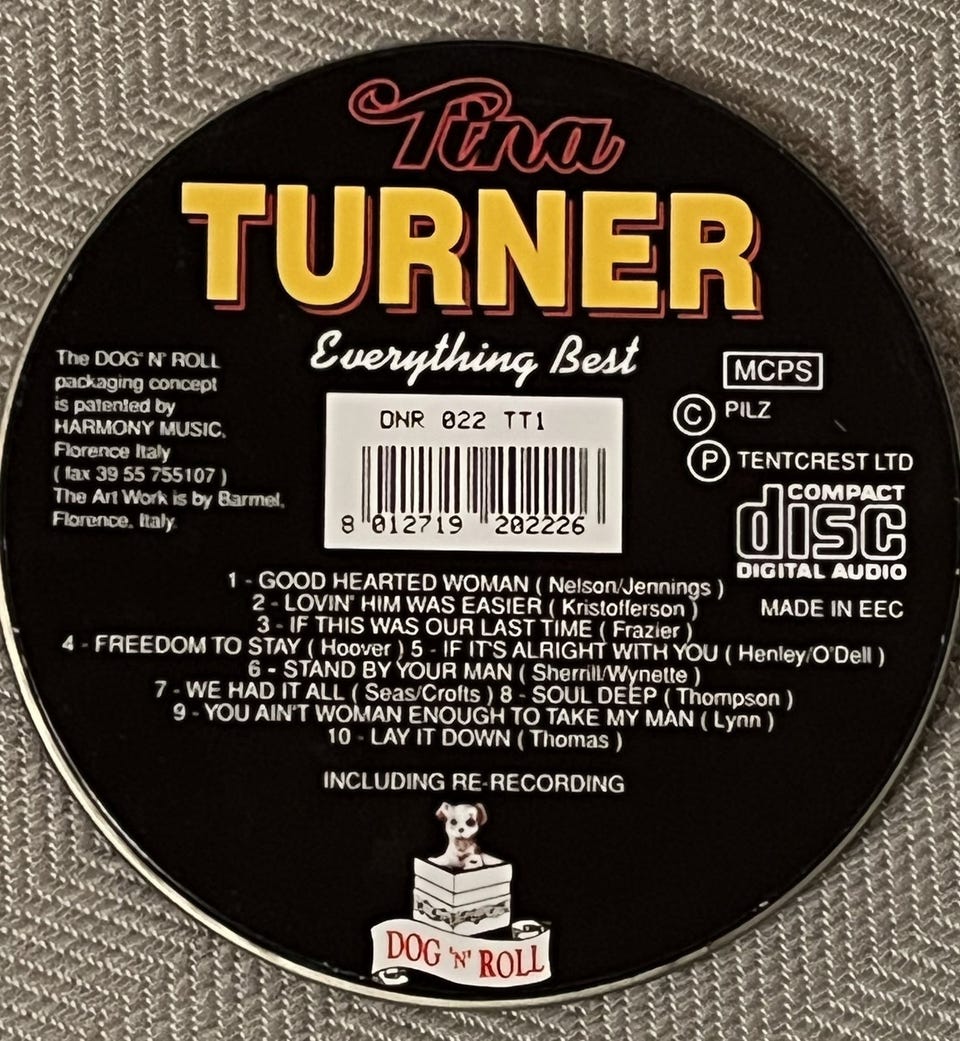 Tina
TURNER
Everything Best
The DOG' N' ROLL
packaging concept
is patented by
HARMONY MUSIC,
Florence Italy
( fax 39 55 755107 )
The Art Work is by Barmel,
Florence, Italy.
DNR 022 TT1
8 012719 202226
MCPS
C PILZ
P TENTCREST LTD
COMPACT
disc
DIGITAL AUDIO
MADE IN EEC
1 - GOOD HEARTED WOMAN ( Nelson/Jennings )
2 - LOVIN' HIM WAS EASIER ( Kristofferson )
3 - IF THIS WAS OUR LAST TIME ( Frazier )
4 - FREEDOM TO STAY ( Hoover ) 5 - IF IT'S ALRIGHT WITH YOU ( Henley/O'Dell )
6 - STAND BY YOUR MAN ( Sherrill/Wynette )
7 - WE HAD IT ALL ( Seas/Crofts ) 8 - SOUL DEEP ( Thompson )
9 - YOU AIN'T WOMAN ENOUGH TO TAKE MY MAN ( Lynn )
10 - LAY IT DOWN ( Thomas )
INCLUDING RE-RECORDING
DOG 'N' ROLL